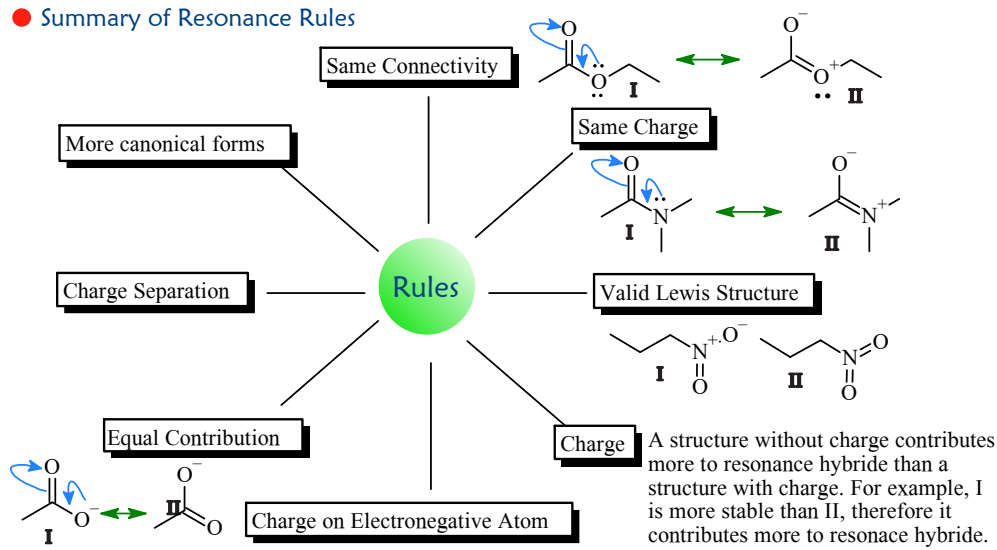 Summary of Resonance Rules
Same Connectivity
O
O
I
O⁻
O⁺
II
Same Charge
More canonical forms
O
N
I
O⁻
N⁺
II
Charge Separation
Rules
Valid Lewis Structure
N⁺
O⁻
O
I
N
O
O
II
Equal Contribution
Charge
A structure without charge contributes
more to resonance hybride than a
structure with charge. For example, I
is more stable than II, therefore it
contributes more to resonace hybride.
O
O⁻
I
O⁻
II
O
Charge on Electronegative Atom